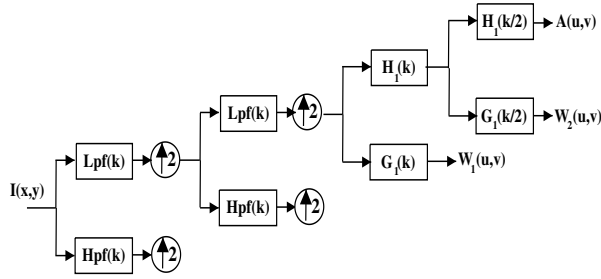 H1(k/2) A(u,v)
H1(k)
Lpf(k) 2 G1(k/2) W2(u,v)
Lpf(k) 2 G1(k) W1(u,v)
I(x,y)
Hpf(k) 2
Hpf(k) 2